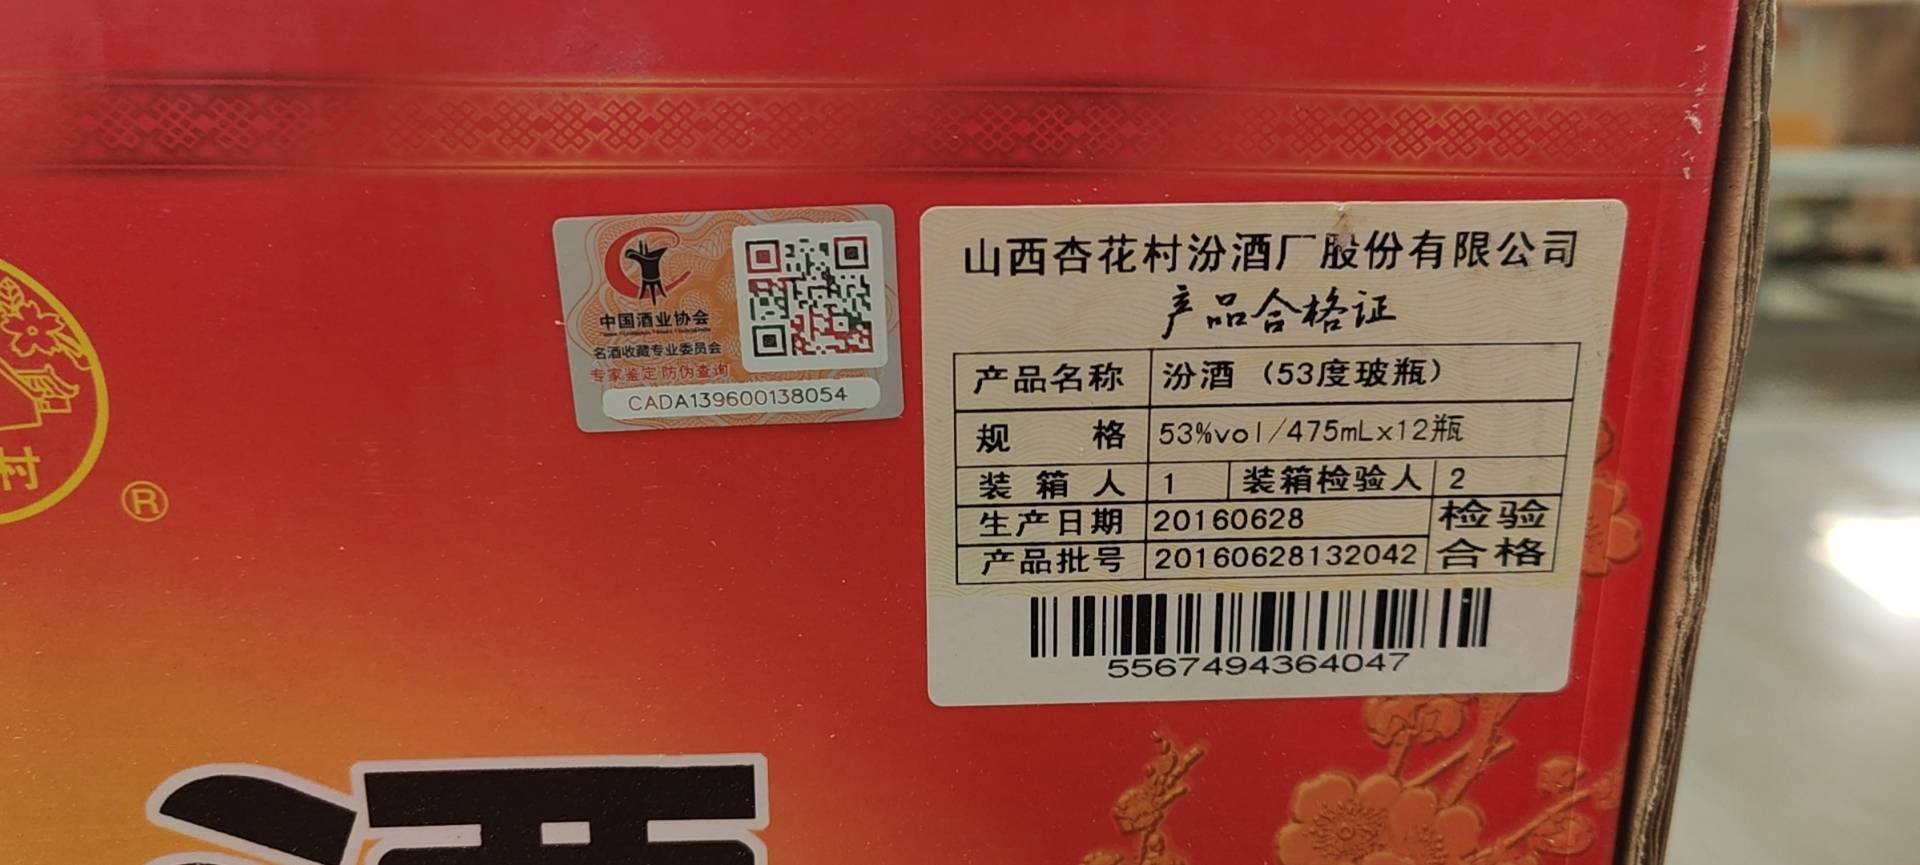 村
®
中国酒业协会
名酒收藏专业委员会
专家鉴定 防伪查询
CADA139600138054
山西杏花村汾酒厂股份有限公司
产品合格证
产品名称 汾酒（53度玻瓶）
规 格 53%vol/475mLx12瓶
装 箱 人 1 装箱检验人 2
生产日期 20160628 检验
产品批号 20160628132042 合格
5567494364047
酒